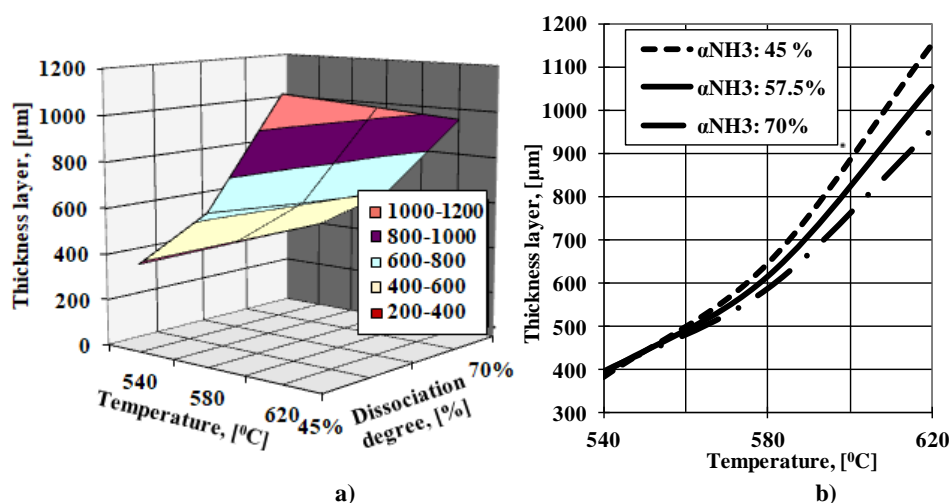 1200
1000
800
600
400
200
0
Thickness layer, [μm]
540
580
620
Temperature, [⁰C]
45%
70%
Dissociation
degree, [%]
1000-1200
800-1000
600-800
400-600
200-400
a)
1200
1100
1000
900
800
700
600
500
400
300
Thickness layer, [μm]
αNH3: 45 %
αNH3: 57.5%
αNH3: 70%
540
580
620
Temperature, [⁰C]
b)